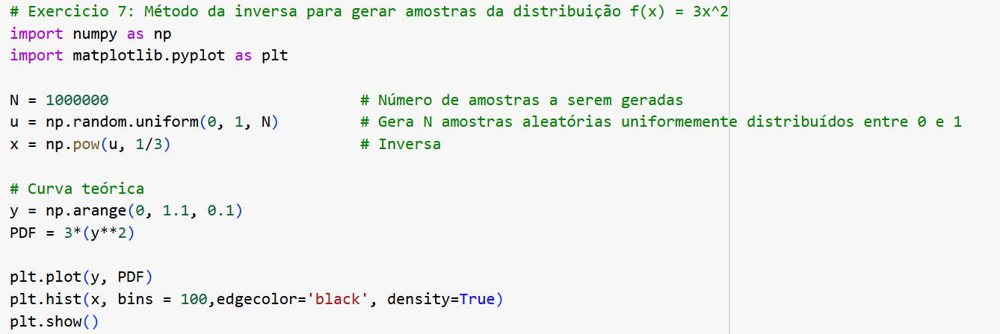 # Exercicio 7: Método da inversa para gerar amostras da distribuição f(x) = 3x^2
import numpy as np
import matplotlib.pyplot as plt
N = 1000000 # Número de amostras a serem geradas
u = np.random.uniform(0, 1, N) # Gera N amostras aleatórias uniformemente distribuídos entre 0 e 1
x = np.pow(u, 1/3) # Inversa
# Curva teórica
y = np.arange(0, 1.1, 0.1)
PDF = 3*(y**2)
plt.plot(y, PDF)
plt.hist(x, bins = 100,edgecolor='black', density=True)
plt.show()